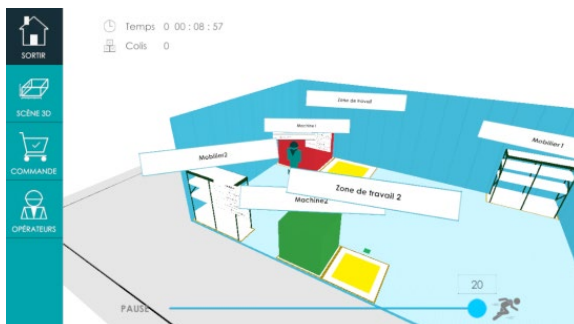 Temps 0 00 : 08 : 57
Colis 0
SORTIR
SCÈNE 3D
COMMANDE
OPÉRATEURS
Zone de travail
Machine1
Mobilier1
Mobilier2
Zone de travail 2
Machine2
20
PAUSE